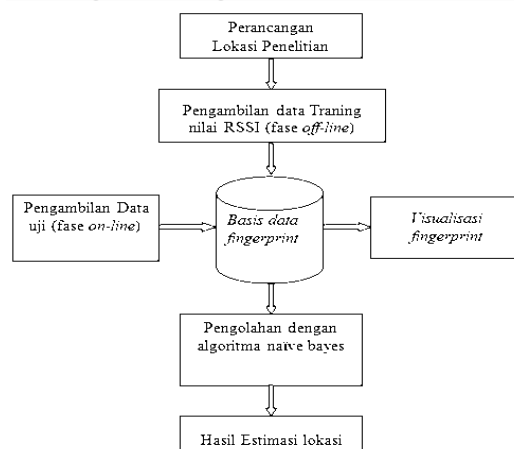 Perancangan
Lokasi Penelitian
Pengambilan data Traning
nilai RSSI (fase off-line)
Pengambilan Data
uji (fase on-line)
Basis data
fingerprint
Visualisasi
fingerprint
Pengolahan dengan
algoritma naïve bayes
Hasil Estimasi lokasi